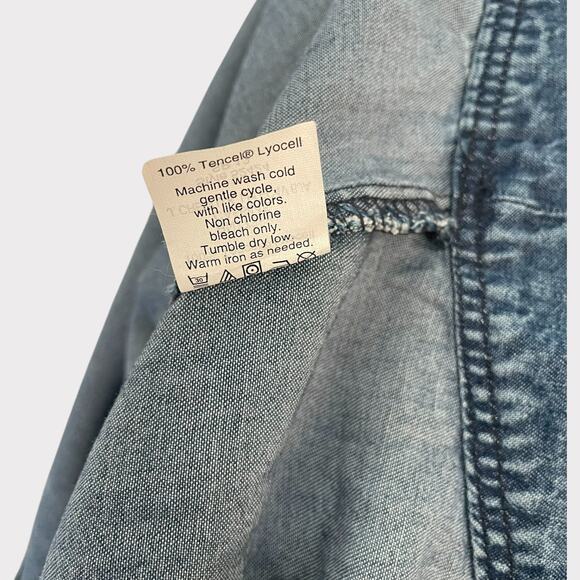 100% Tencel® Lyocell
Machine wash cold
gentle cycle,
with like colors.
Non chlorine
bleach only.
Tumble dry low.
Warm iron as needed.
30